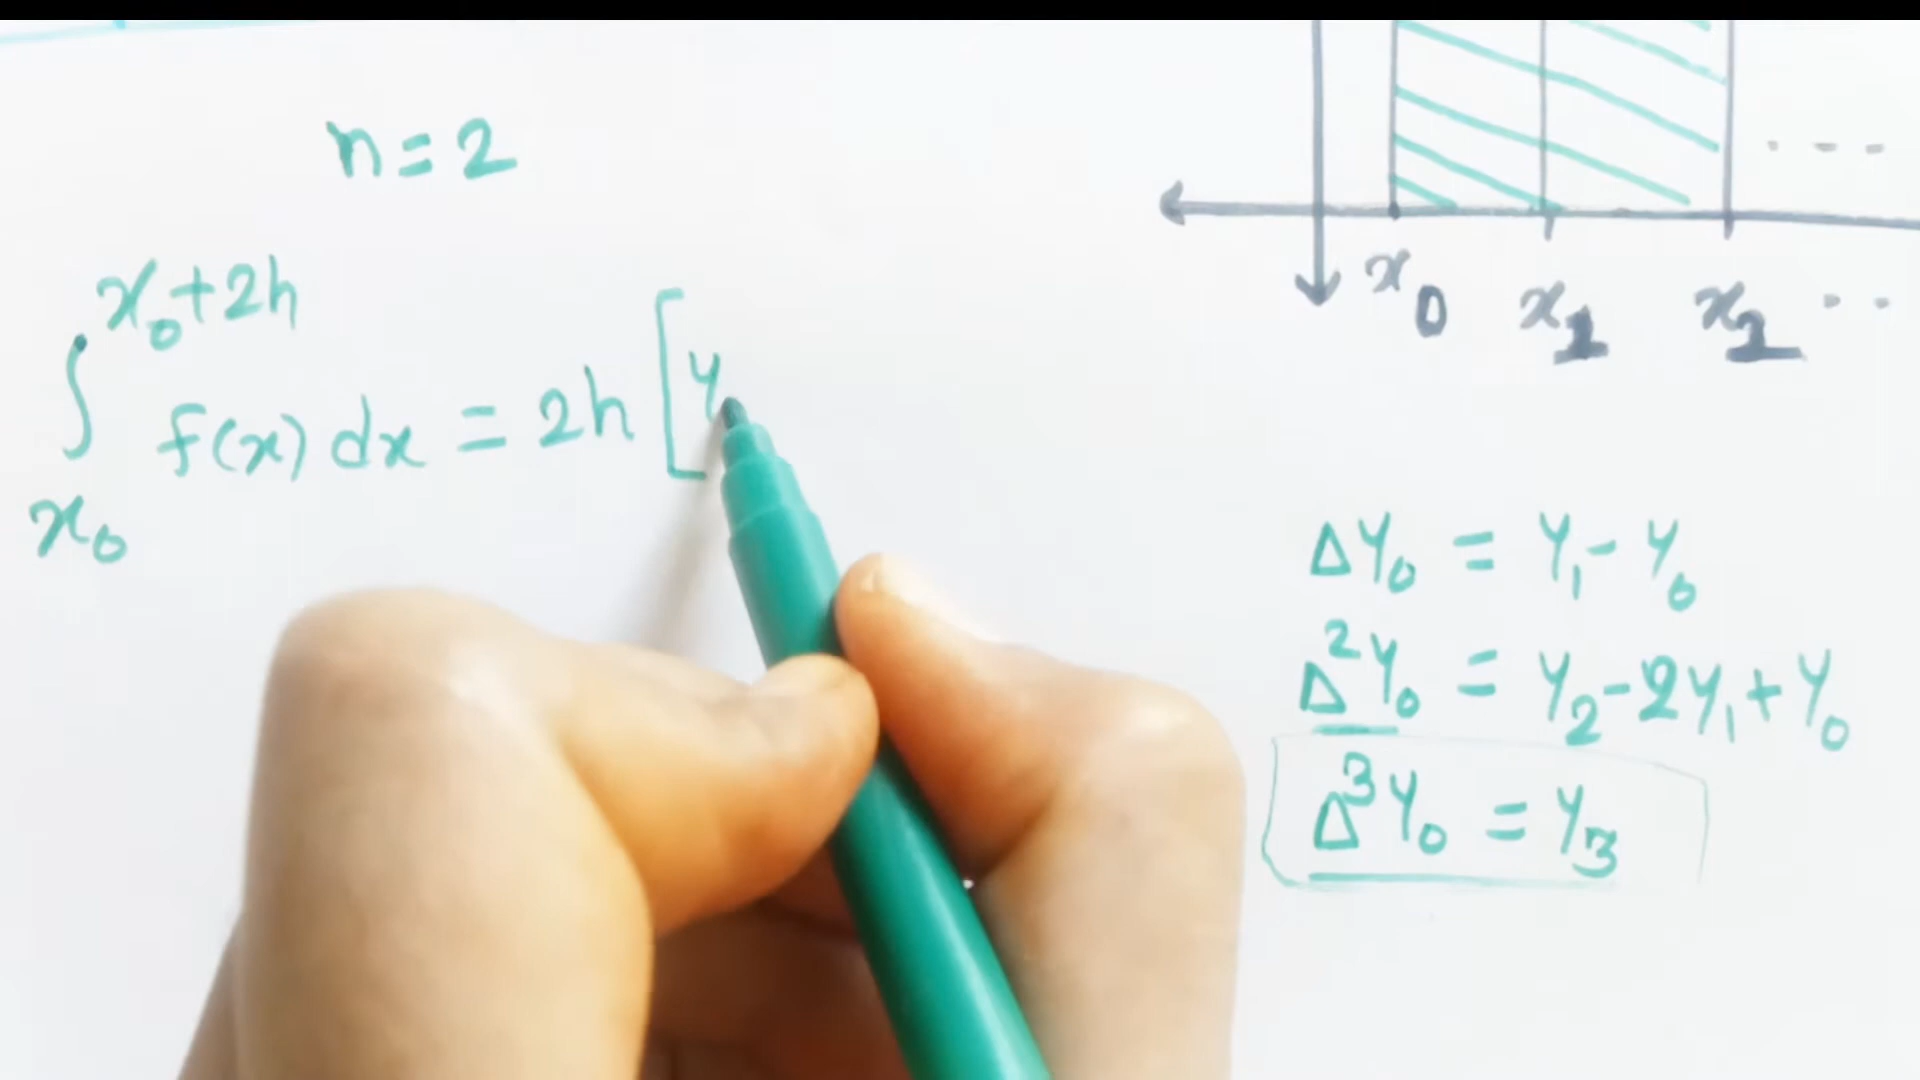 n = 2
∫ x₀ x₀+2h f(x) dx = 2h [ y
x₀ x₁ x₂ ..
Δy₀ = y₁ - y₀
Δ²y₀ = y₂ - 2y₁ + y₀
Δ³y₀ = y₃